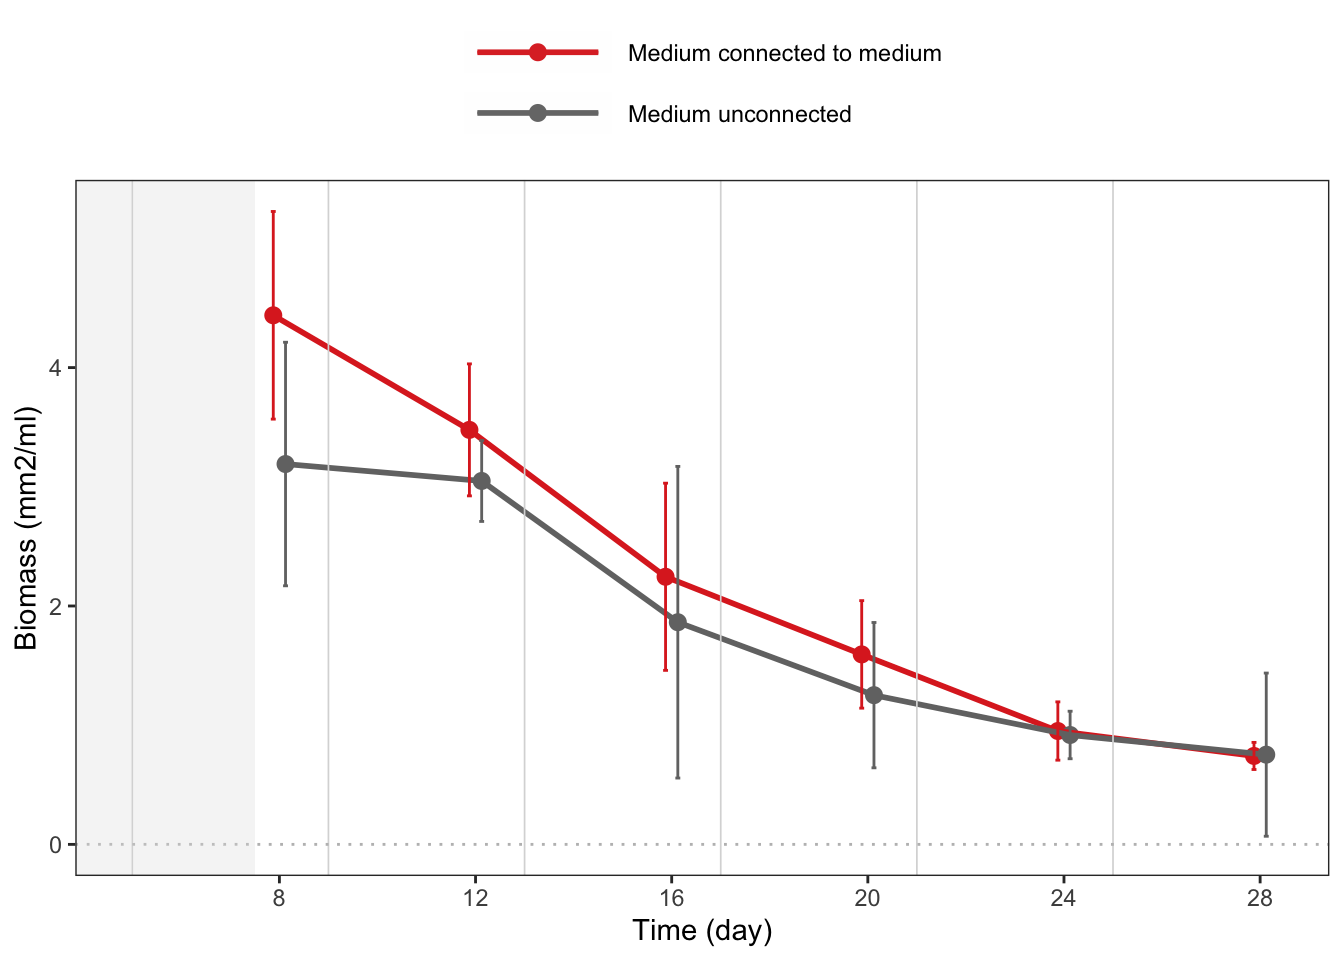 Medium connected to medium
Medium unconnected
Biomass (mm2/ml)
4
2
0
8 12 16 20 24 28
Time (day)